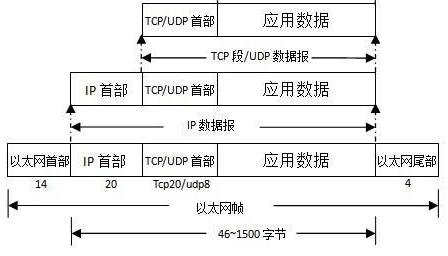 TCP/UDP 首部 应用数据
TCP 段/UDP 数据报
IP 首部 TCP/UDP 首部 应用数据
IP 数据报
以太网首部 IP 首部 TCP/UDP 首部 应用数据 以太网尾部
14 20 Tcp20/udp8 4
以太网帧
46~1500 字节